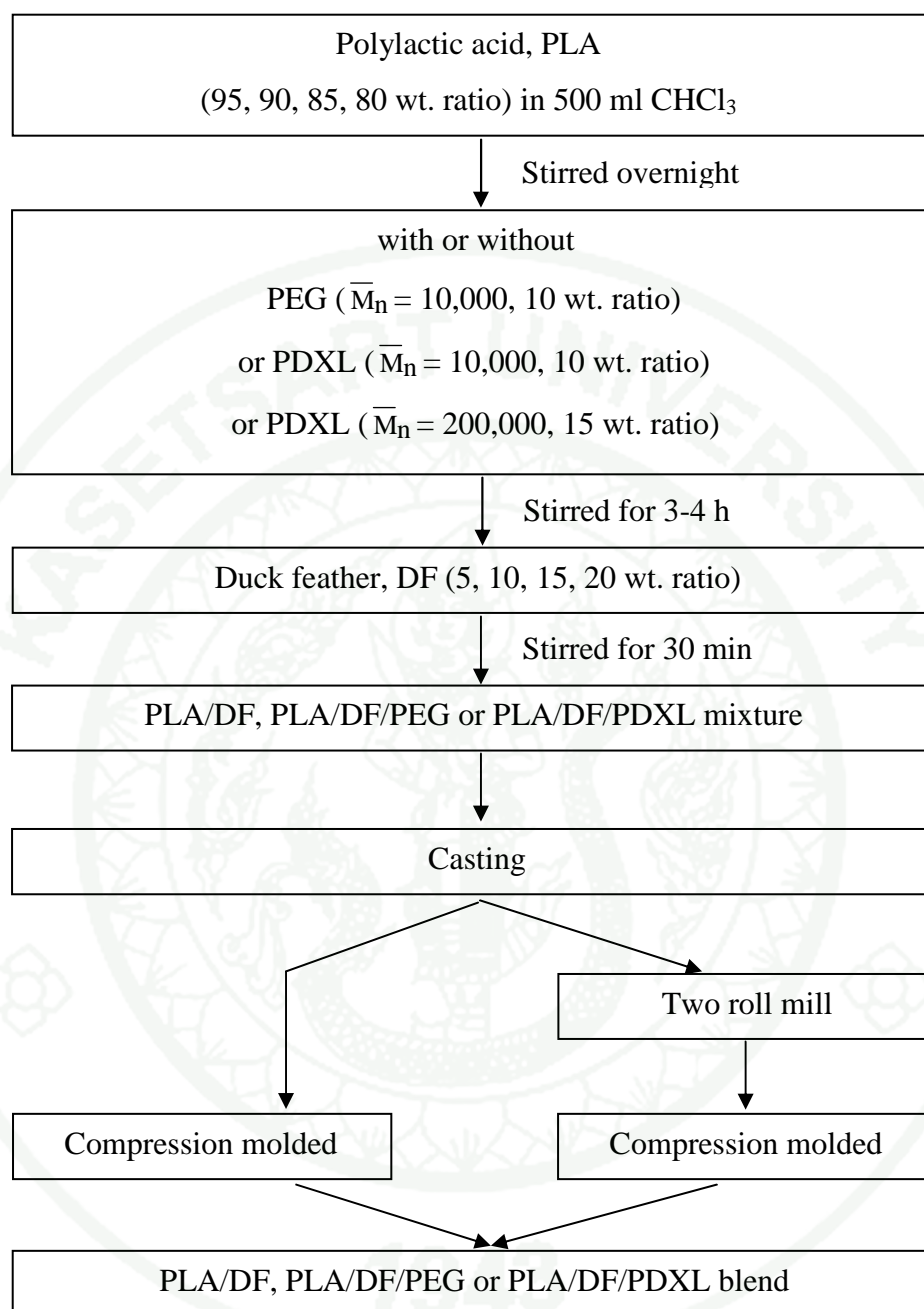 Polylactic acid, PLA
(95, 90, 85, 80 wt. ratio) in 500 ml CHCl₃
Stirred overnight
with or without
PEG ( M̅n = 10,000, 10 wt. ratio)
or PDXL ( M̅n = 10,000, 10 wt. ratio)
or PDXL ( M̅n = 200,000, 15 wt. ratio)
KASETSART UNIVERSITY
Stirred for 3-4 h
Duck feather, DF (5, 10, 15, 20 wt. ratio)
Stirred for 30 min
PLA/DF, PLA/DF/PEG or PLA/DF/PDXL mixture
Casting
Two roll mill
Compression molded
Compression molded
PLA/DF, PLA/DF/PEG or PLA/DF/PDXL blend
1943